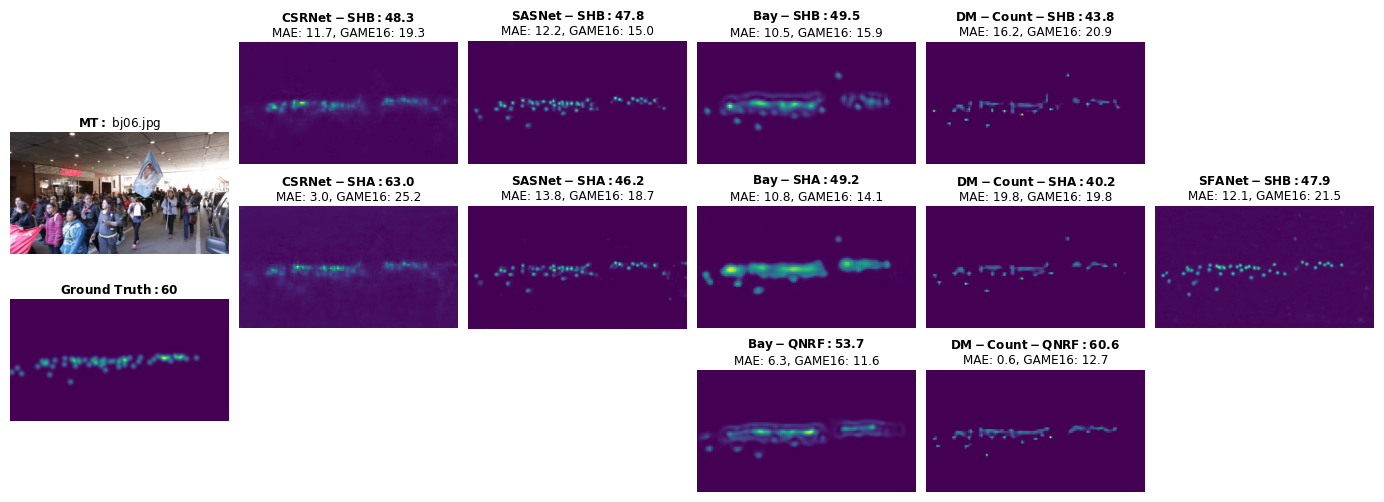 CSRNet − SHB : 48.3
MAE: 11.7, GAME16: 19.3
SASNet − SHB : 47.8
MAE: 12.2, GAME16: 15.0
Bay − SHB : 49.5
MAE: 10.5, GAME16: 15.9
DM − Count − SHB : 43.8
MAE: 16.2, GAME16: 20.9
MT : bj06.jpg
CSRNet − SHA : 63.0
MAE: 3.0, GAME16: 25.2
SASNet − SHA : 46.2
MAE: 13.8, GAME16: 18.7
Bay − SHA : 49.2
MAE: 10.8, GAME16: 14.1
DM − Count − SHA : 40.2
MAE: 19.8, GAME16: 19.8
SFANet − SHB : 47.9
MAE: 12.1, GAME16: 21.5
Ground Truth : 60
Bay − QNRF : 53.7
MAE: 6.3, GAME16: 11.6
DM − Count − QNRF : 60.6
MAE: 0.6, GAME16: 12.7